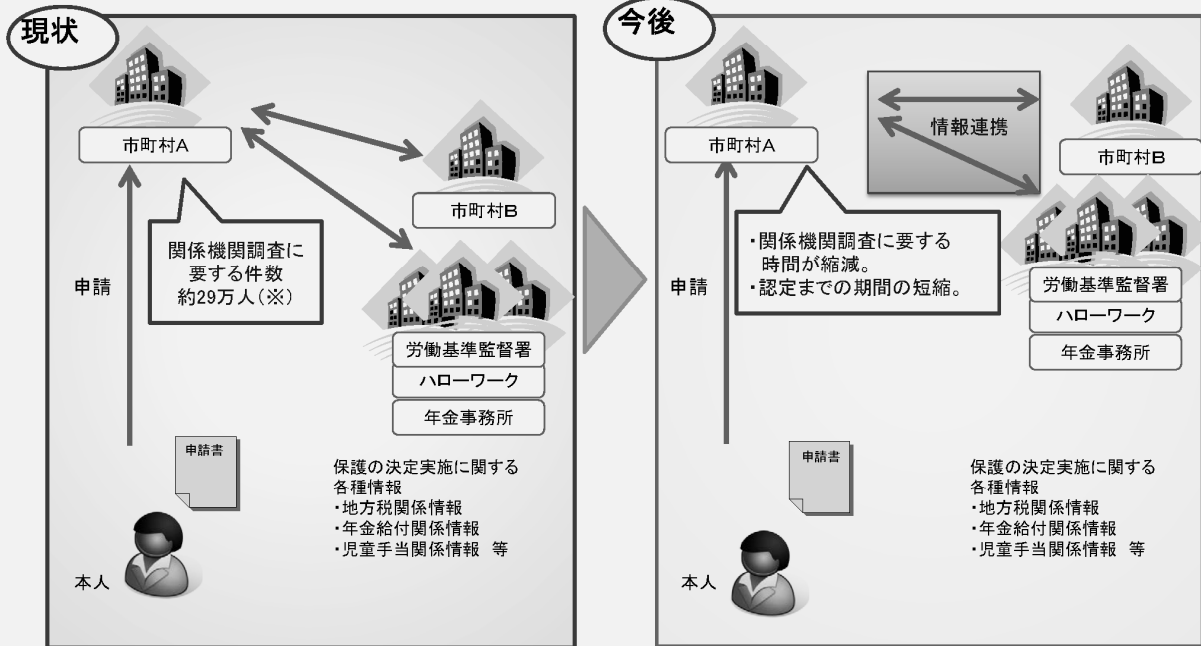 現状
市町村A
市町村B
関係機関調査に
要する件数
約29万人(※)
申請
労働基準監督署
ハローワーク
年金事務所
申請書
保護の決定実施に関する
各種情報
・地方税関係情報
・年金給付関係情報
・児童手当関係情報 等
本人
今後
情報連携
市町村A
市町村B
・関係機関調査に要する
時間が縮減。
・認定までの期間の短縮。
申請
労働基準監督署
ハローワーク
年金事務所
申請書
保護の決定実施に関する
各種情報
・地方税関係情報
・年金給付関係情報
・児童手当関係情報 等
本人